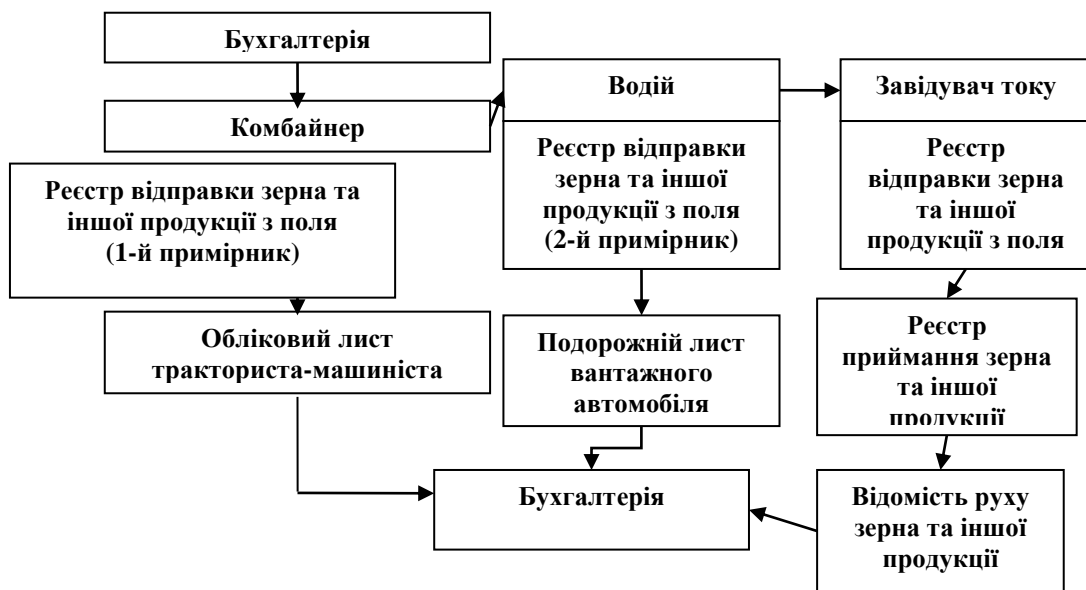 Бухгалтерія
Комбайнер
Водій
Завідувач току
Реєстр відправки зерна та
іншої продукції з поля
(1-й примірник)
Реєстр відправки
зерна та іншої
продукції з поля
(2-й примірник)
Реєстр
відправки зерна
та іншої
продукції з поля
Обліковий лист
тракториста-машиніста
Подорожній лист
вантажного
автомобіля
Реєстр
приймання зерна
та іншої
продукції
Бухгалтерія
Відомість руху
зерна та іншої
продукції